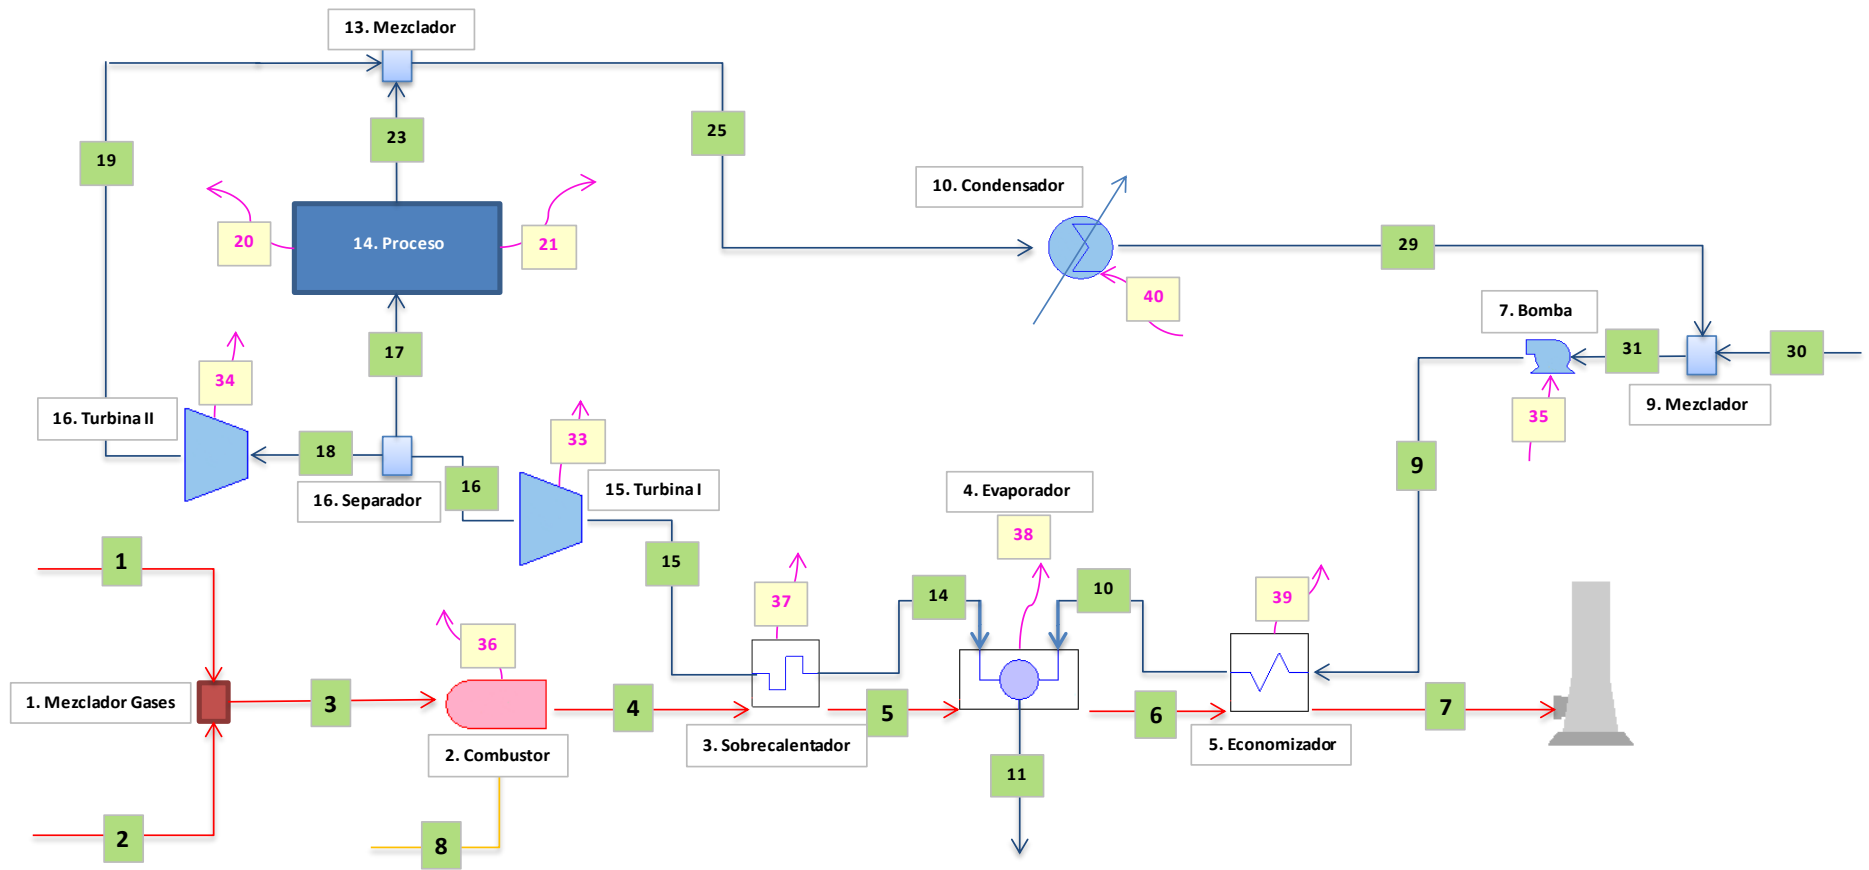 13. Mezclador
25
23
19
10. Condensador
14. Proceso
20
21
29
40
7. Bomba
17
31
30
34
16. Turbina II
9. Mezclador
35
33
18
9
16
16. Separador
15. Turbina I
4. Evaporador
38
1
15
14
10
39
37
36
1. Mezclador Gases
3
4
5
6
7
3. Sobrecalentador
5. Economizador
2. Combustor
11
2
8